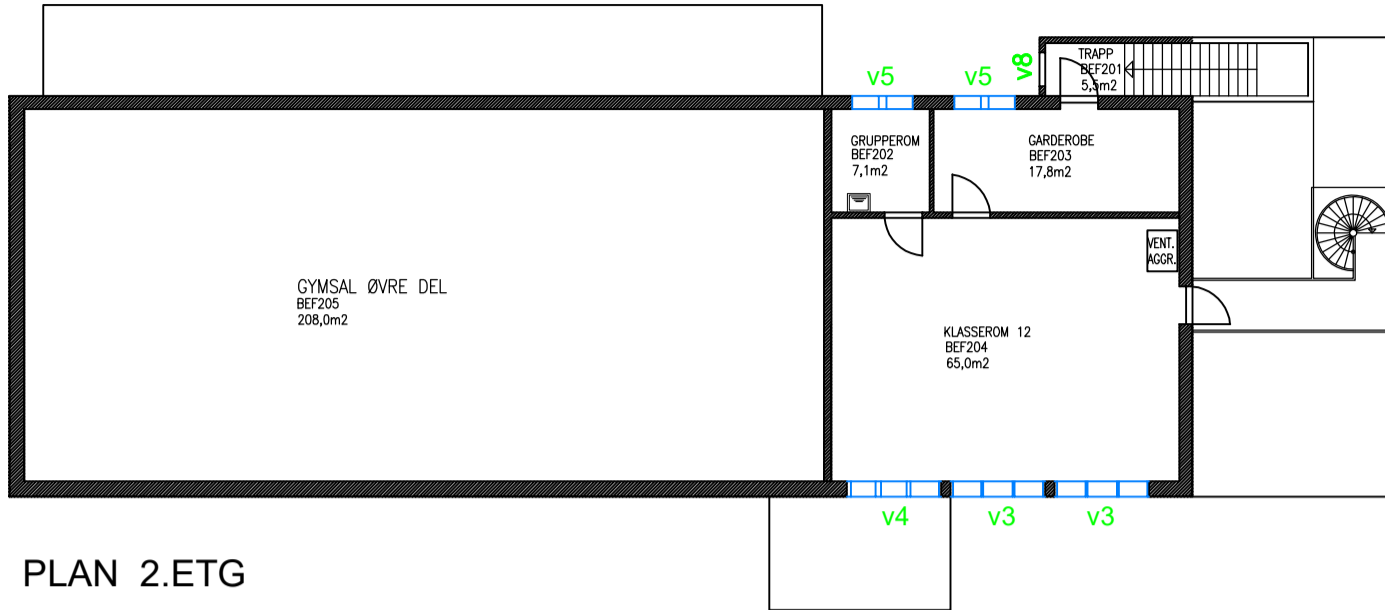 v5
v5
v8
TRAPP
BEF201
5,5m2
GRUPPEROM
BEF202
7,1m2
GARDEROBE
BEF203
17,8m2
VENT.
AGGR.
GYMSAL ØVRE DEL
BEF205
208,0m2
KLASSEROM 12
BEF204
65,0m2
v4
v3
v3
PLAN 2.ETG